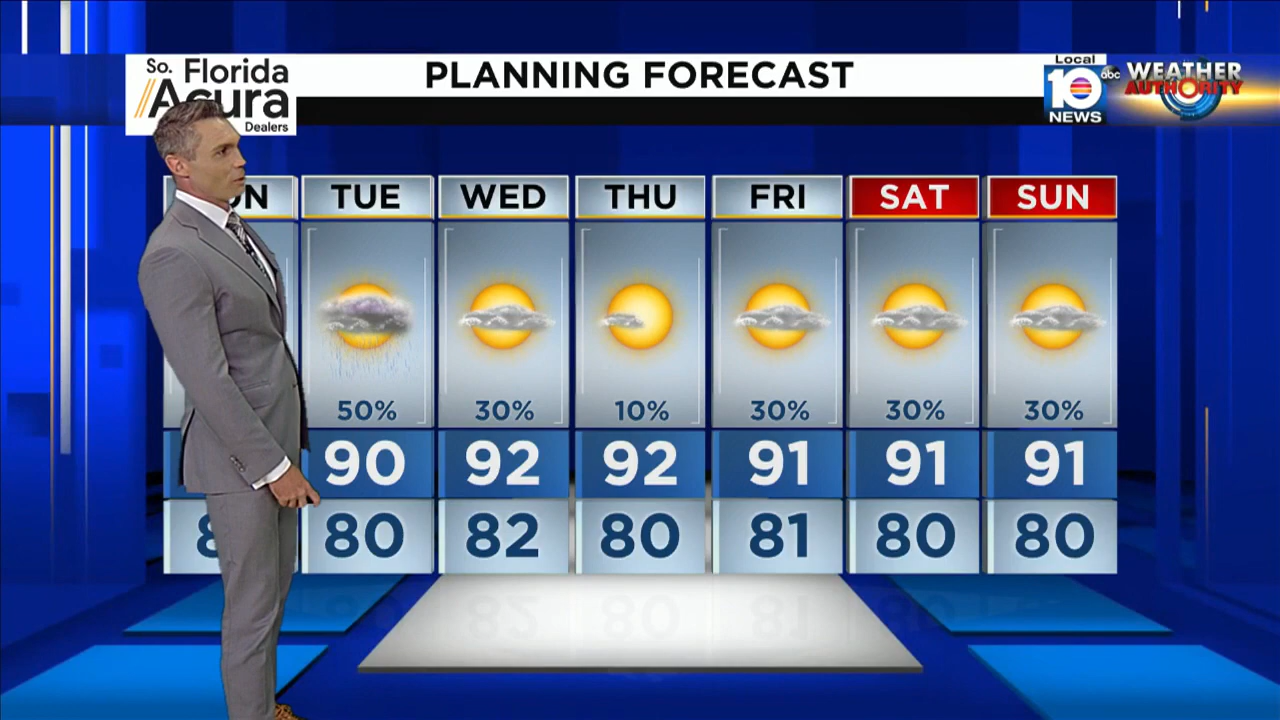 So. Florida
Acura
Dealers
PLANNING FORECAST
Local
10
NEWS
abc
WEATHER
AUTHORITY
TUE WED THU FRI SAT SUN
50% 30% 10% 30% 30% 30%
90 92 92 91 91 91
80 82 80 81 80 80